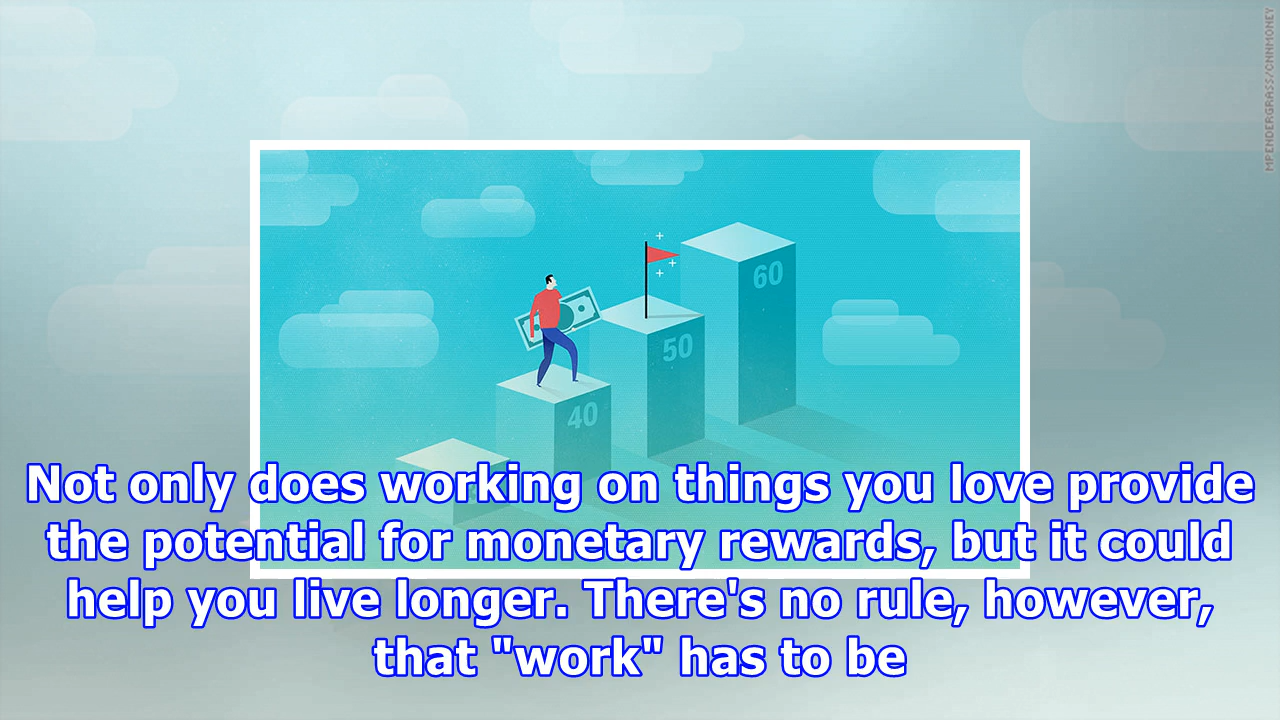 MPENDERGRASS/CNNMONEY
60
50
40
Not only does working on things you love provide
the potential for monetary rewards, but it could
help you live longer. There's no rule, however,
that "work" has to be